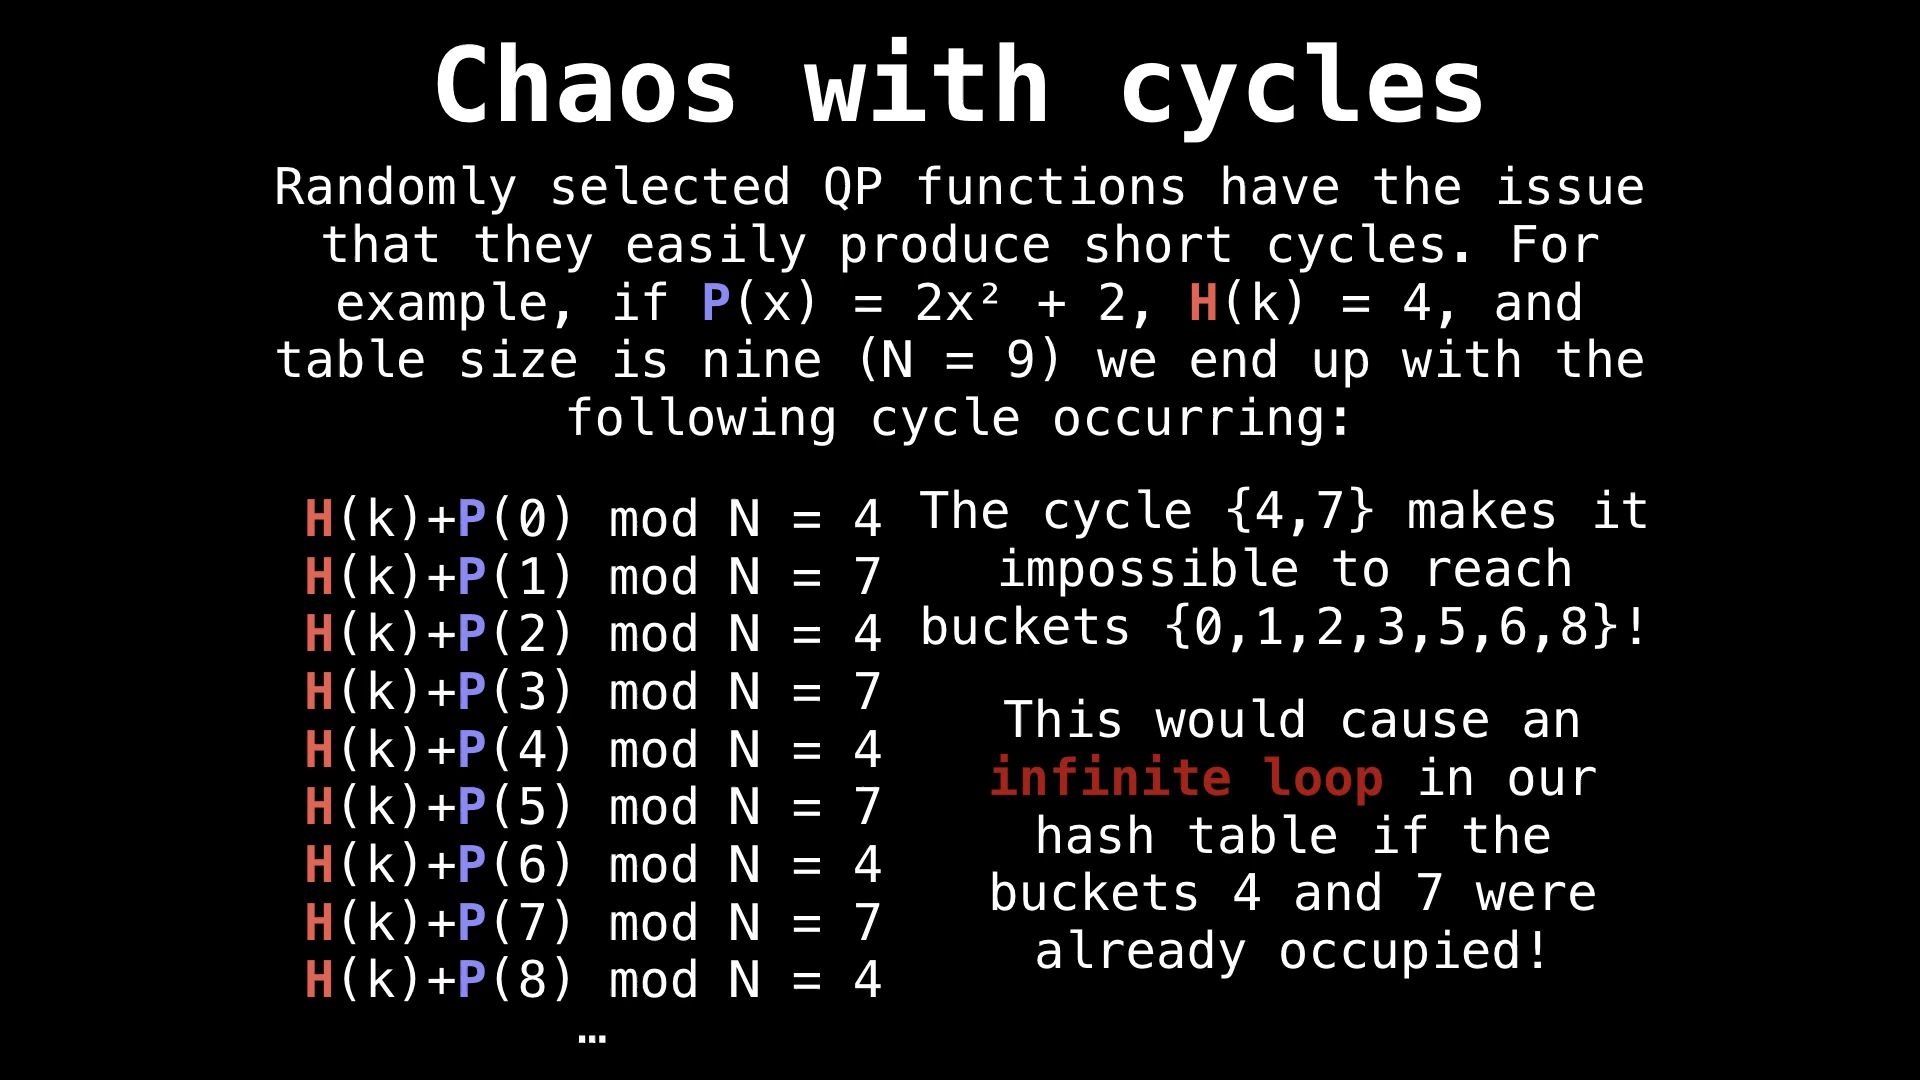 Chaos with cycles
Randomly selected QP functions have the issue
that they easily produce short cycles. For
example, if P(x) = 2x² + 2, H(k) = 4, and
table size is nine (N = 9) we end up with the
following cycle occurring:
H(k)+P(0) mod N = 4
H(k)+P(1) mod N = 7
H(k)+P(2) mod N = 4
H(k)+P(3) mod N = 7
H(k)+P(4) mod N = 4
H(k)+P(5) mod N = 7
H(k)+P(6) mod N = 4
H(k)+P(7) mod N = 7
H(k)+P(8) mod N = 4
…
The cycle {4,7} makes it
impossible to reach
buckets {0,1,2,3,5,6,8}!
This would cause an
infinite loop in our
hash table if the
buckets 4 and 7 were
already occupied!